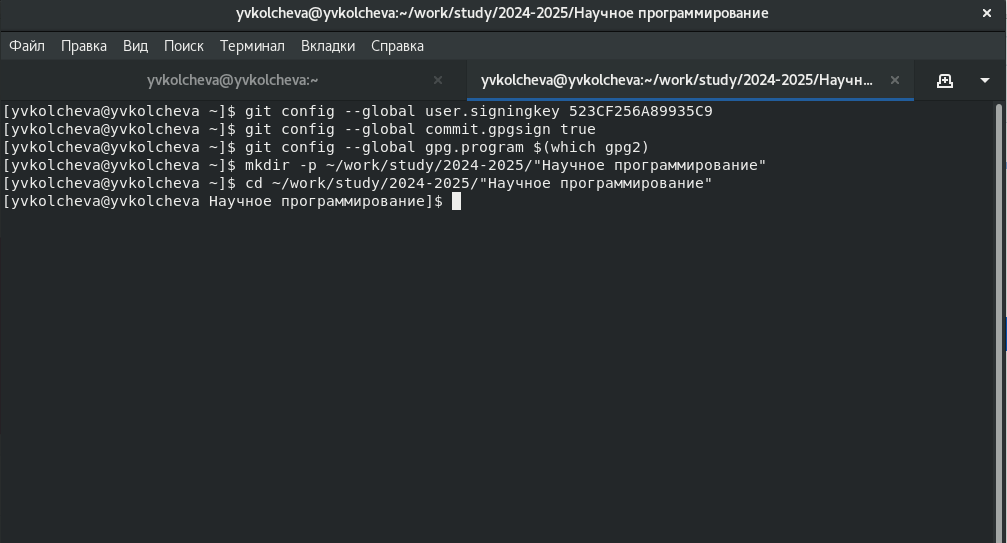 yvkolcheva@yvkolcheva:~/work/study/2024-2025/Научное программирование
Файл Правка Вид Поиск Терминал Вкладки Справка
yvkolcheva@yvkolcheva:~ yvkolcheva@yvkolcheva:~/work/study/2024-2025/Научн...
[yvkolcheva@yvkolcheva ~]$ git config --global user.signingkey 523CF256A89935C9
[yvkolcheva@yvkolcheva ~]$ git config --global commit.gpgsign true
[yvkolcheva@yvkolcheva ~]$ git config --global gpg.program $(which gpg2)
[yvkolcheva@yvkolcheva ~]$ mkdir -p ~/work/study/2024-2025/"Научное программирование"
[yvkolcheva@yvkolcheva ~]$ cd ~/work/study/2024-2025/"Научное программирование"
[yvkolcheva@yvkolcheva Научное программирование]$